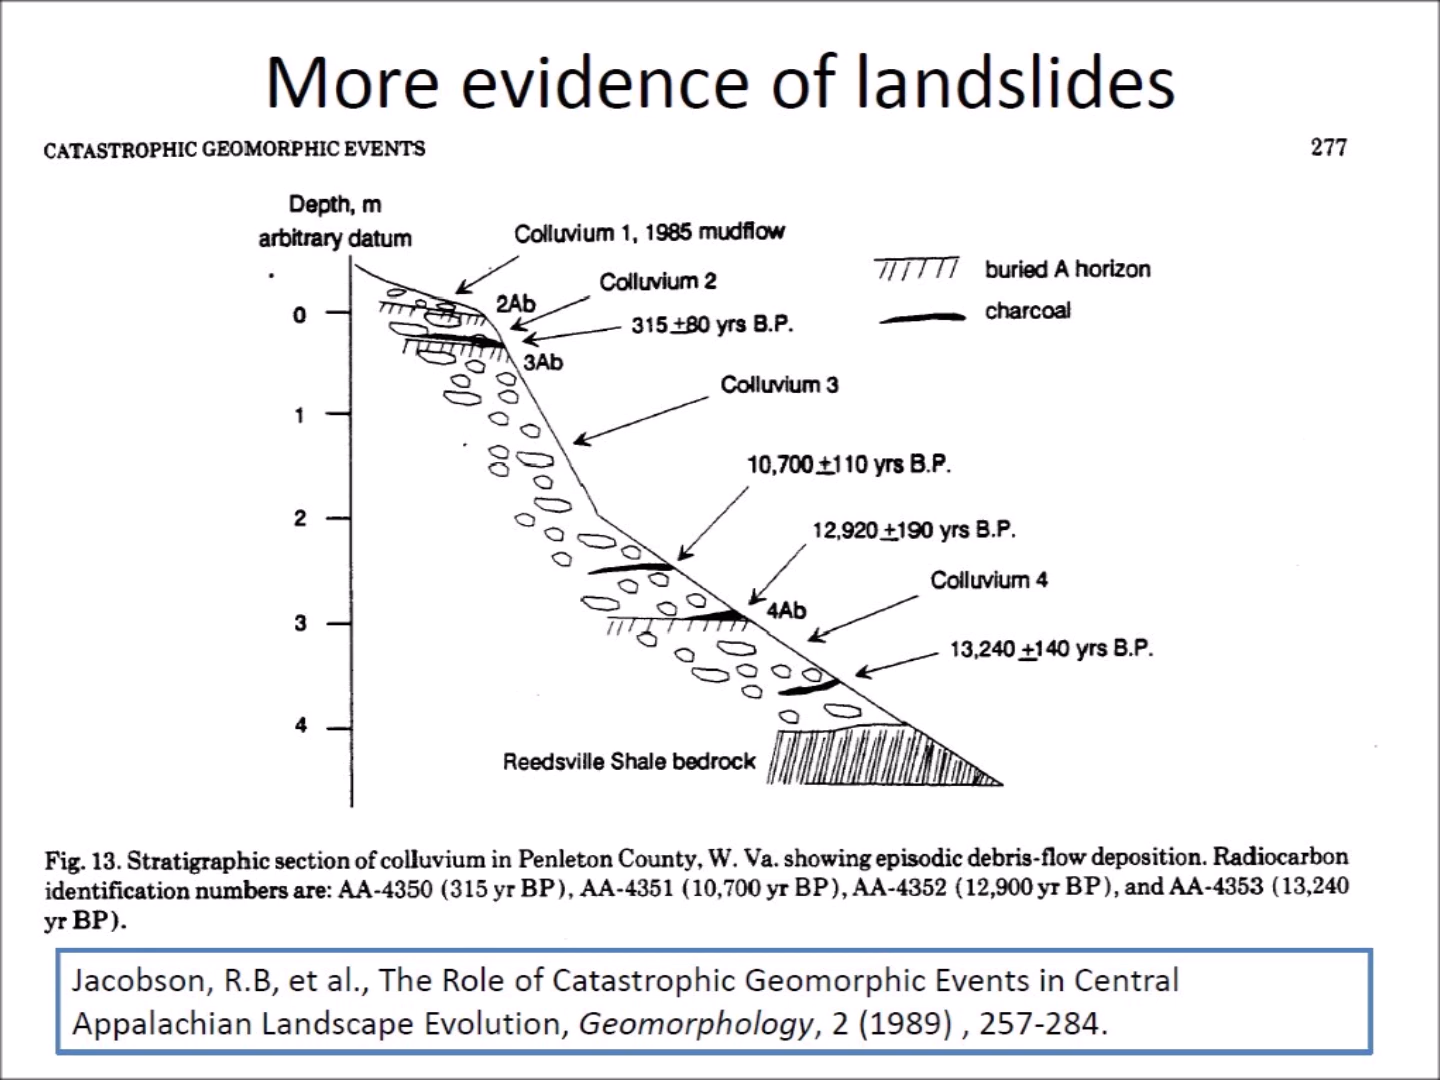 More evidence of landslides
CATASTROPHIC GEOMORPHIC EVENTS 277
Depth, m
arbitrary datum
Colluvium 1, 1985 mudflow
buried A horizon
Colluvium 2
2Ab
charcoal
0
315 ±80 yrs B.P.
3Ab
Colluvium 3
1
10,700 ±110 yrs B.P.
2
12,920 ±190 yrs B.P.
Colluvium 4
4Ab
3
13,240 ±140 yrs B.P.
4
Reedsville Shale bedrock
Fig. 13. Stratigraphic section of colluvium in Penleton County, W. Va. showing episodic debris-flow deposition. Radiocarbon
identification numbers are: AA-4350 (315 yr BP), AA-4351 (10,700 yr BP), AA-4352 (12,900 yr BP), and AA-4353 (13,240
yr BP).
Jacobson, R.B, et al., The Role of Catastrophic Geomorphic Events in Central
Appalachian Landscape Evolution, Geomorphology, 2 (1989) , 257-284.